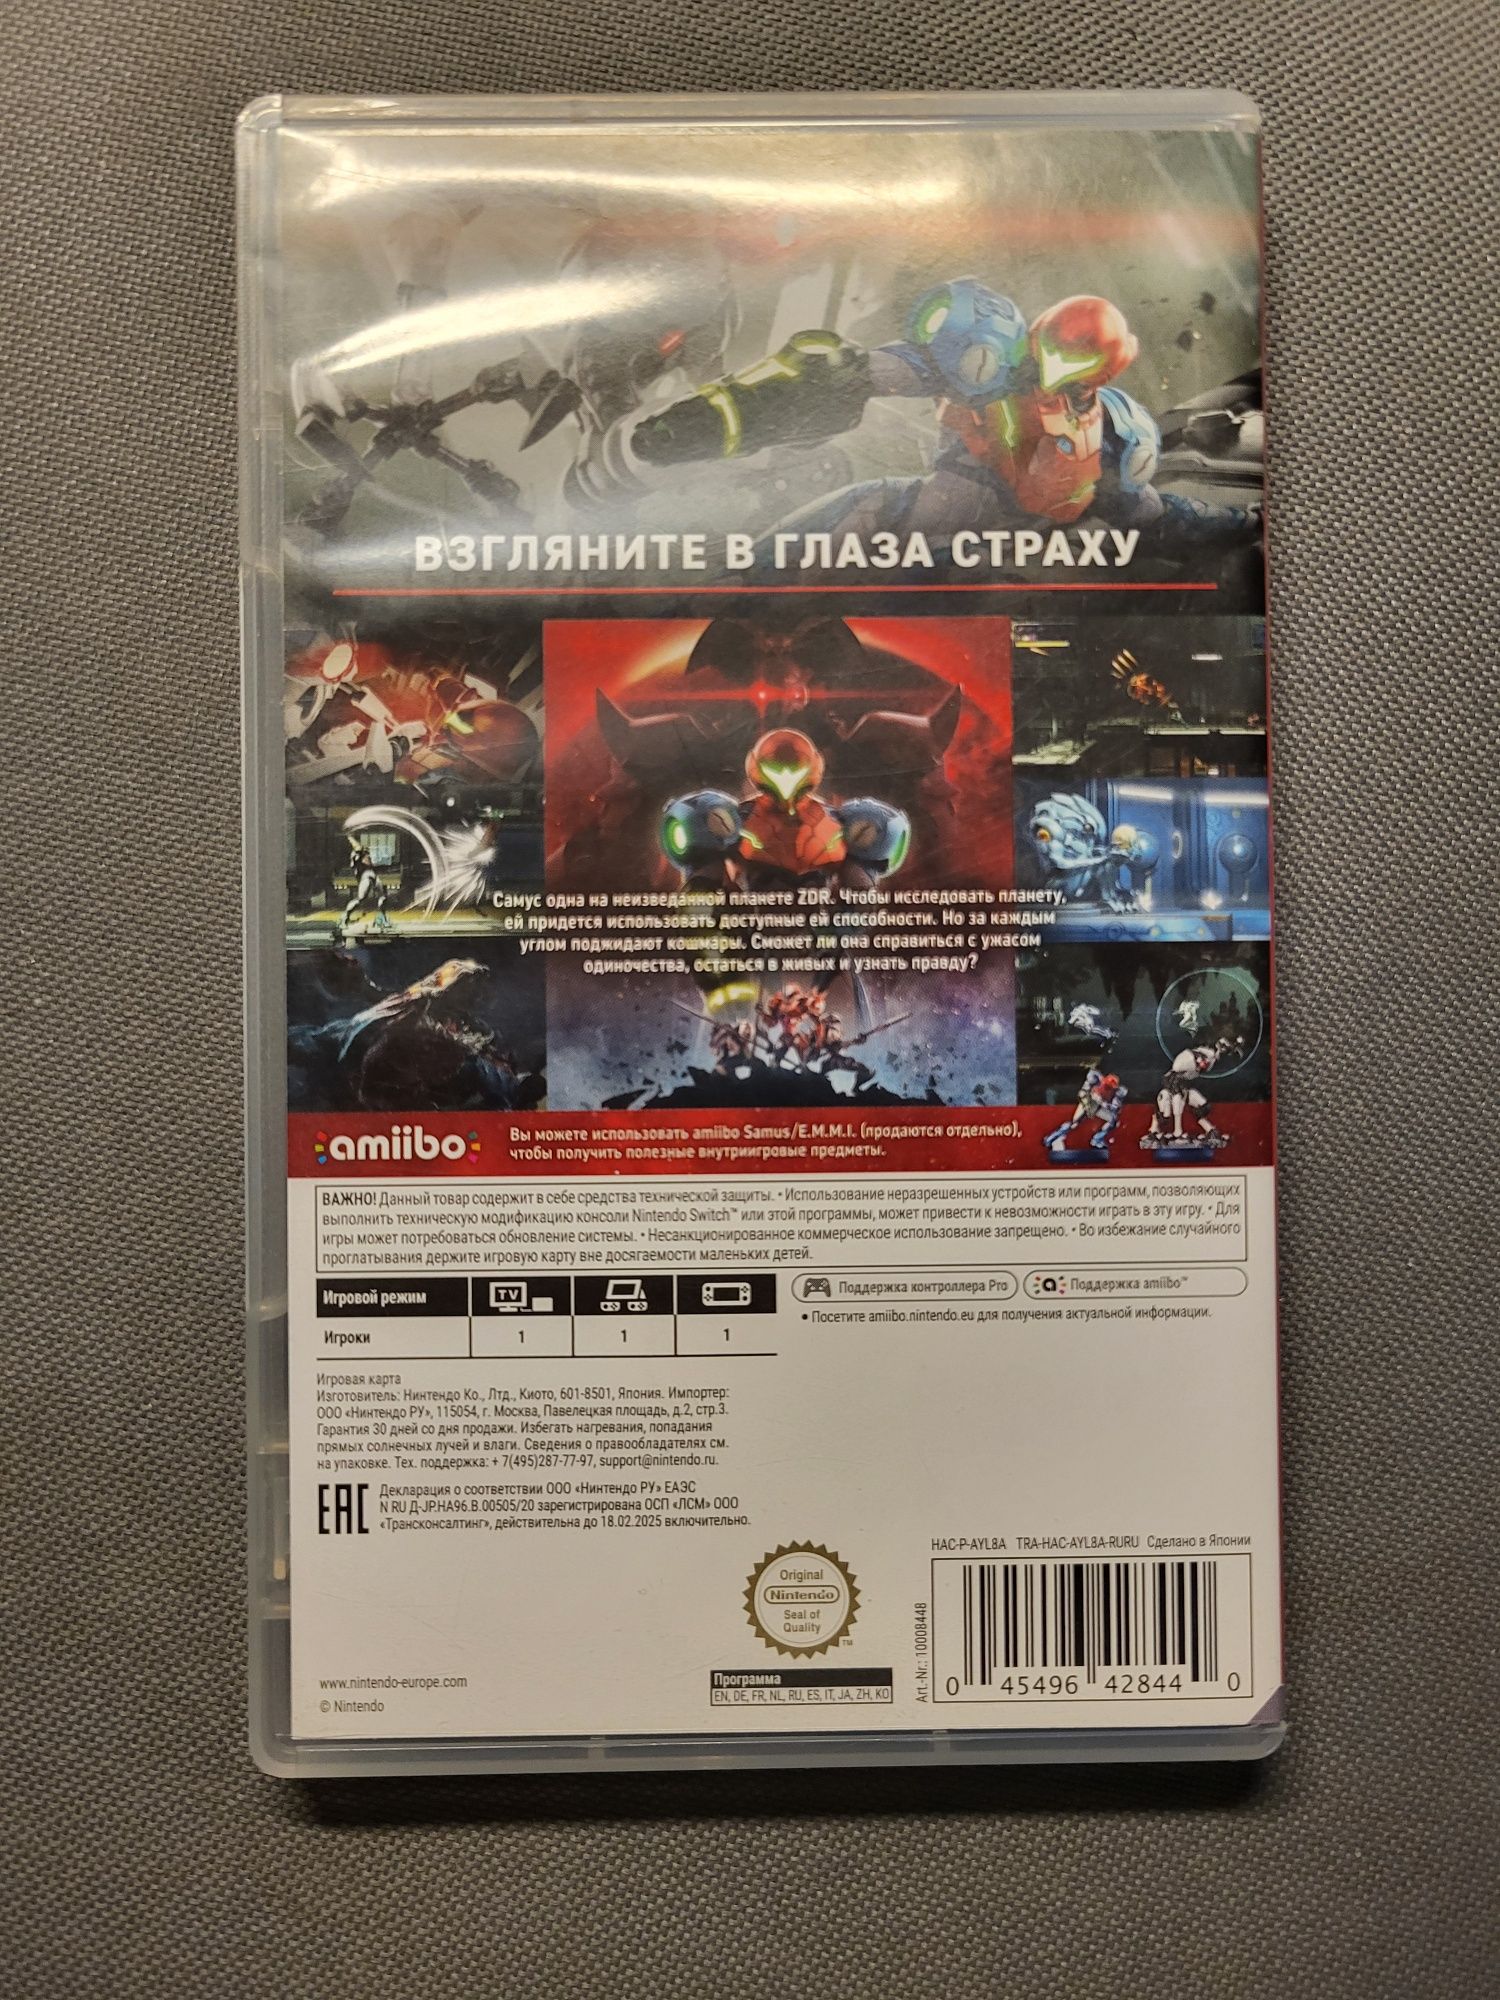 ВЗГЛЯНИТЕ В ГЛАЗА СТРАХУ
Самус одна на неизведанной планете ZDR. Чтобы исследовать планету,
ей придется использовать доступные ей способности. Но за каждым
углом поджидают кошмары. Сможет ли она справиться с ужасом
одиночества, остаться в живых и узнать правду?
amiibo
Вы можете использовать amiibo Samus/E.M.M.I. (продаются отдельно),
чтобы получить полезные внутриигровые предметы.
ВАЖНО! Данный товар содержит в себе средства технической защиты. • Использование неразрешенных устройств или программ, позволяющих
выполнить техническую модификацию консоли Nintendo Switch™ или этой программы, может привести к невозможности играть в эту игру. • Для
игры может потребоваться обновление системы. • Несанкционированное коммерческое использование запрещено. • Во избежание случайного
проглатывания держите игровую карту вне досягаемости маленьких детей.
Игровой режим TV
Игроки 1 1 1
Поддержка контроллера Pro
a Поддержка amiibo™
• Посетите amiibo.nintendo.eu для получения актуальной информации.
Игровая карта
Изготовитель: Нинтендо Ко., Лтд., Киото, 601-8501, Япония. Импортер:
ООО «Нинтендо РУ», 115054, г. Москва, Павелецкая площадь, д.2, стр.3.
Гарантия 30 дней со дня продажи. Избегать нагревания, попадания
прямых солнечных лучей и влаги. Сведения о правообладателях см.
на упаковке. Тех. поддержка: + 7(495)287-77-97, support@nintendo.ru.
EAC
Декларация о соответствии ООО «Нинтендо РУ» ЕАЭС
N RU Д-JP.НА96.В.00505/20 зарегистрирована ОСП «ЛСМ» ООО
«Трансконсалтинг», действительна до 18.02.2025 включительно.
HAC-P-AYL8A TRA-HAC-AYL8A-RURU Сделано в Японии
Original
Nintendo
Seal of
Quality
TM
Art.-Nr.: 10008448
0 45496 42844 0
www.nintendo-europe.com
© Nintendo
Программа
EN, DE, FR, NL, RU, ES, IT, JA, ZH, KO